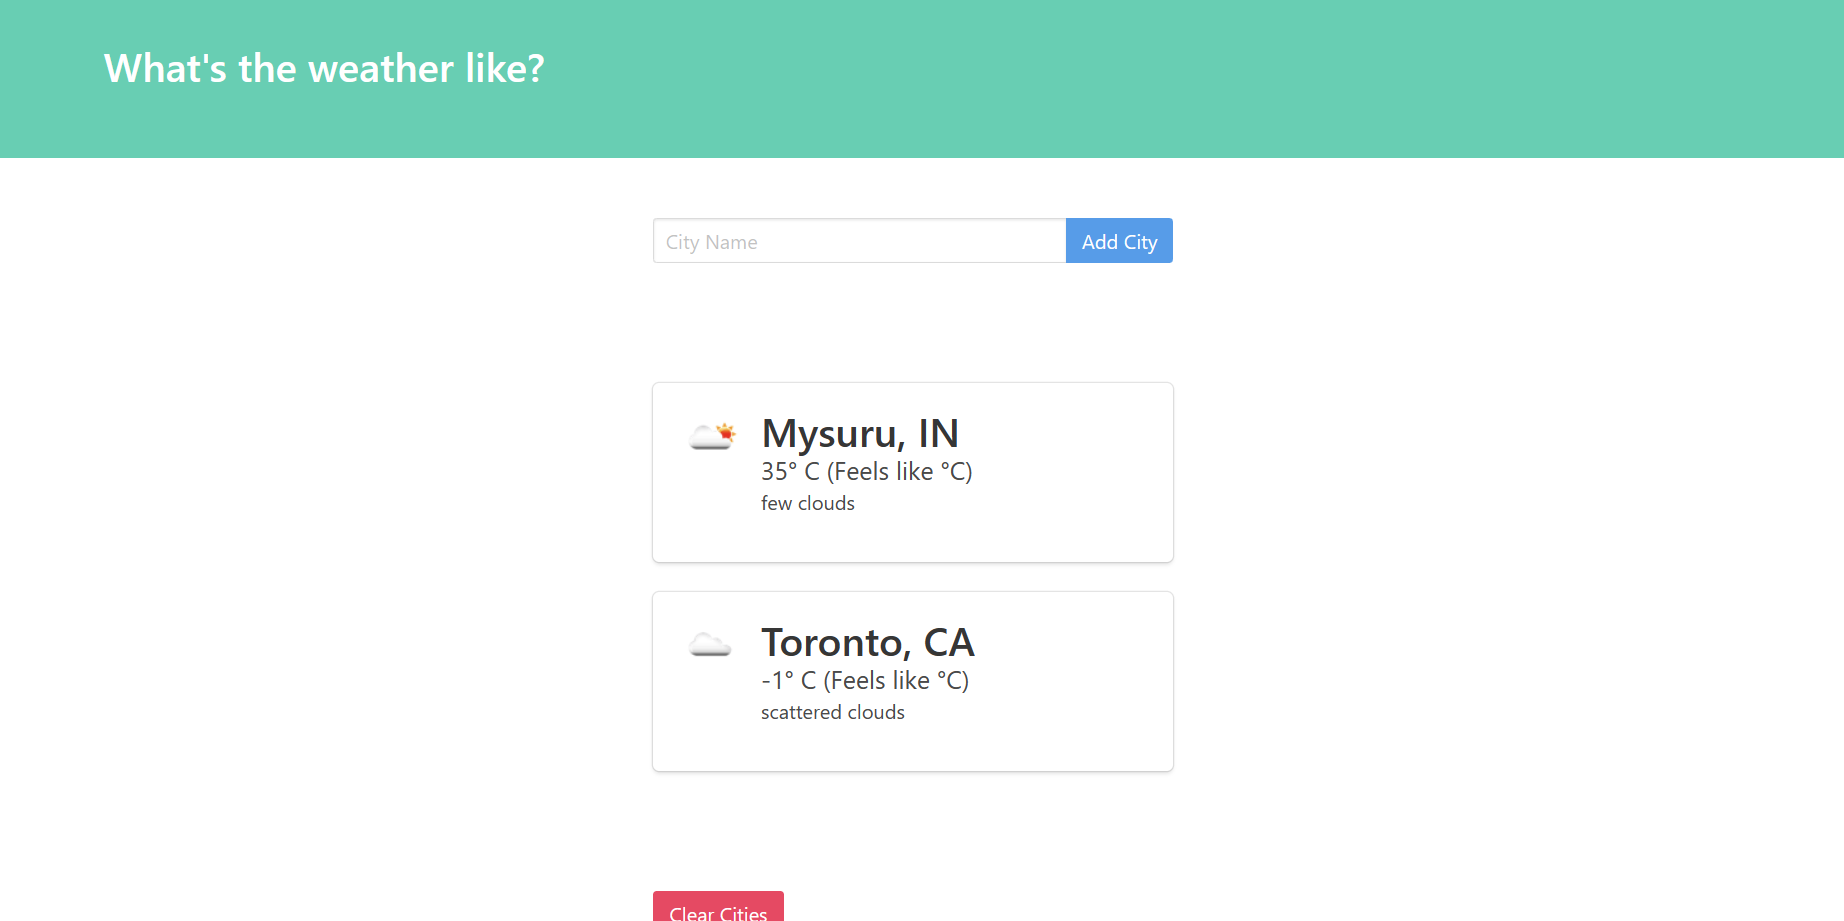 What's the weather like?
City Name
Add City
Mysuru, IN
35° C (Feels like °C)
few clouds
Toronto, CA
-1° C (Feels like °C)
scattered clouds
Clear Cities